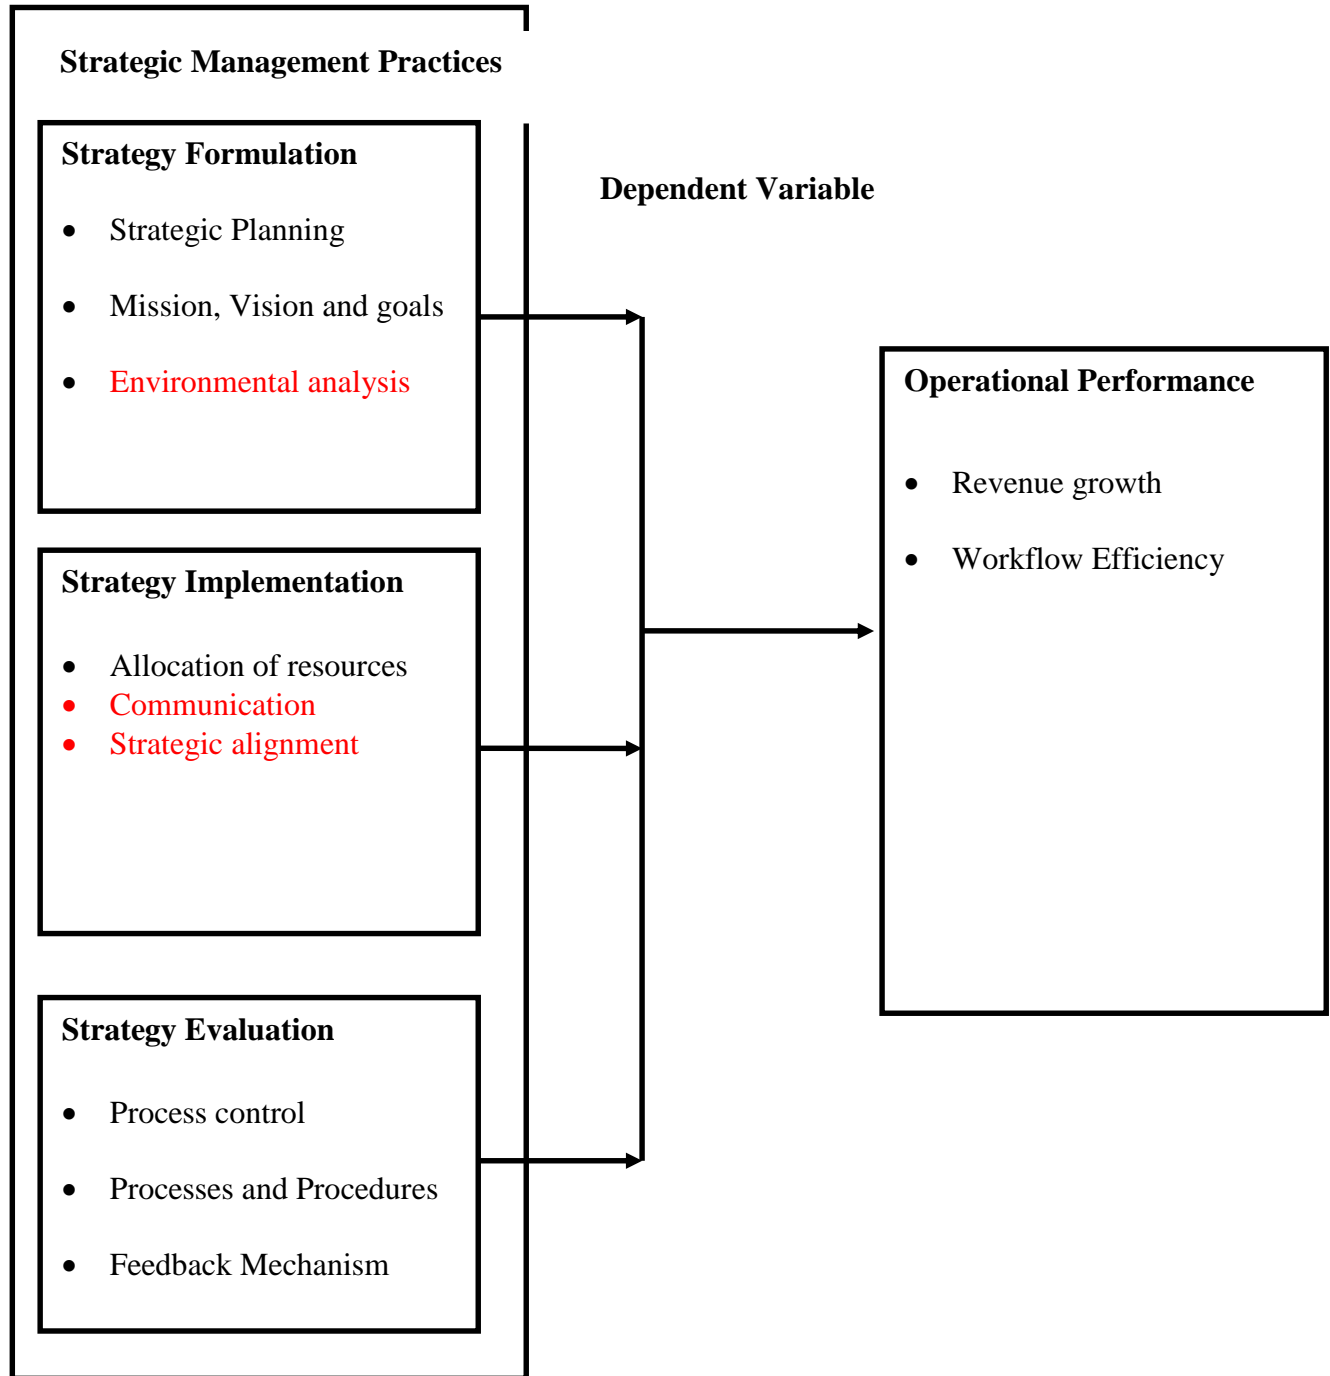 Strategic Management Practices
Strategy Formulation
• Strategic Planning
• Mission, Vision and goals
• Environmental analysis
Strategy Implementation
• Allocation of resources
• Communication
• Strategic alignment
Strategy Evaluation
• Process control
• Processes and Procedures
• Feedback Mechanism
Dependent Variable
Operational Performance
• Revenue growth
• Workflow Efficiency